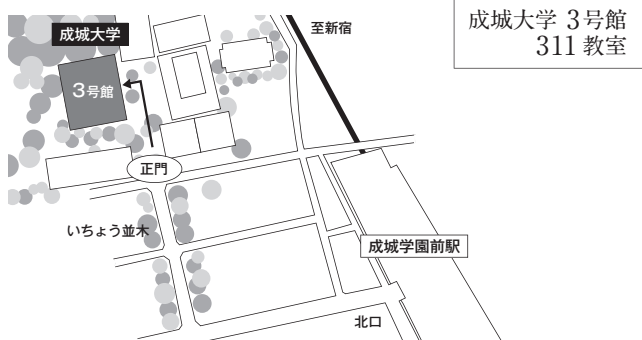 成城大学 3号館
311 教室
至新宿
成城大学
3号館
正門
いちょう並木
成城学園前駅
北口